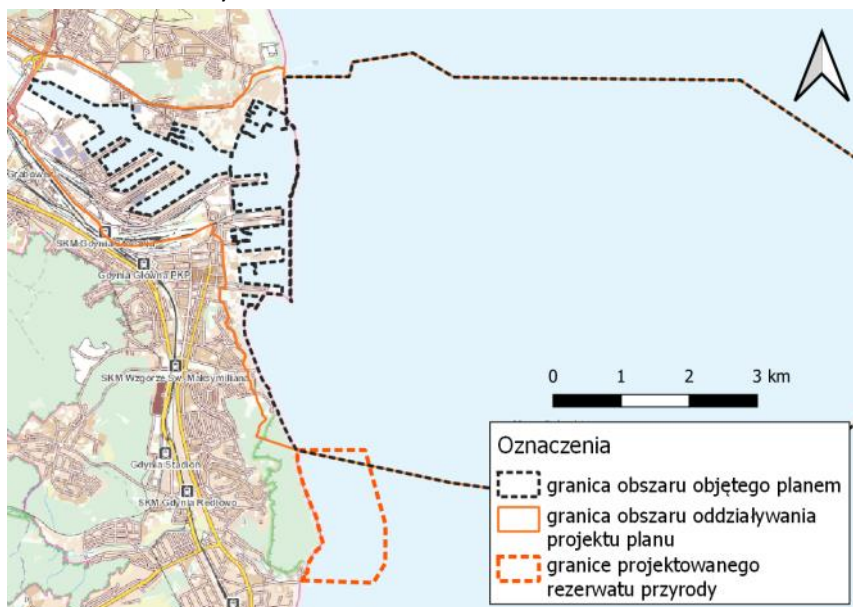 Grabówe
SKM Gdynia
Gdynia Główna PKP
SKM Wzgórze Św. Maksymiliana
Gdynia Stadion
SKM Gdynia Redłowo
0 1 2 3 km
Oznaczenia
granica obszaru objętego planem
granica obszaru oddziaływania
projektu planu
granice projektowanego
rezerwatu przyrody